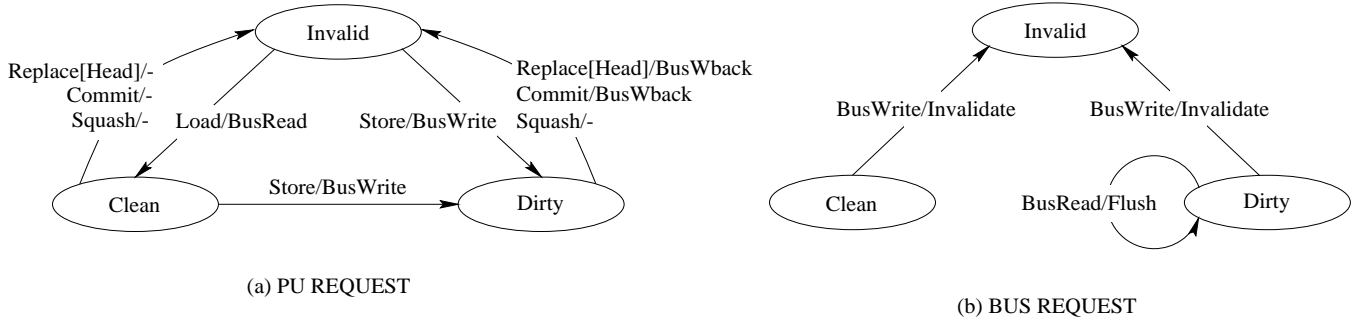 Invalid
Replace[Head]/-
Commit/-
Squash/-
Load/BusRead
Store/BusWrite
Replace[Head]/BusWback
Commit/BusWback
Squash/-
Clean
Store/BusWrite
Dirty
(a) PU REQUEST
Invalid
BusWrite/Invalidate
BusWrite/Invalidate
Clean
BusRead/Flush
Dirty
(b) BUS REQUEST